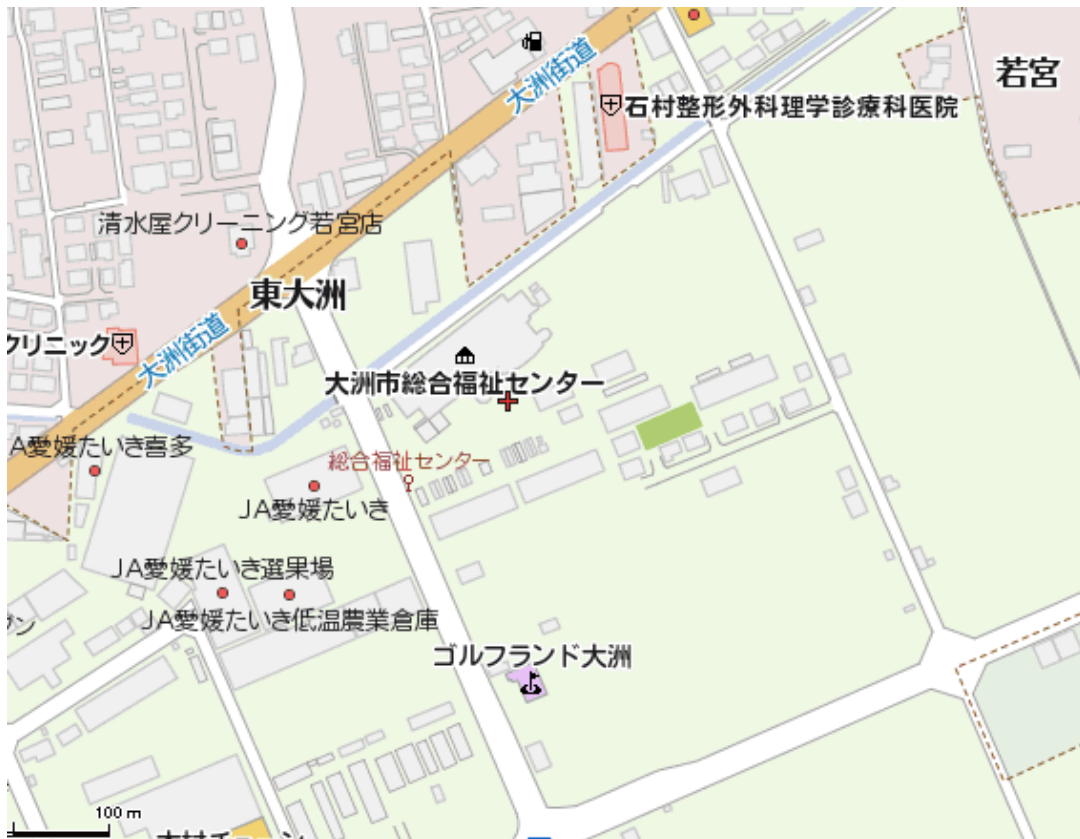 大洲街道
若宮
石村整形外科理学診療科医院
清水屋クリーニング若宮店
東大洲
クリニック
大洲街道
大洲市総合福祉センター
A愛媛たいき喜多
総合福祉センター
JA愛媛たいき
JA愛媛たいき選果場
JA愛媛たいき低温農業倉庫
ウン
ゴルフランド大洲
100 m